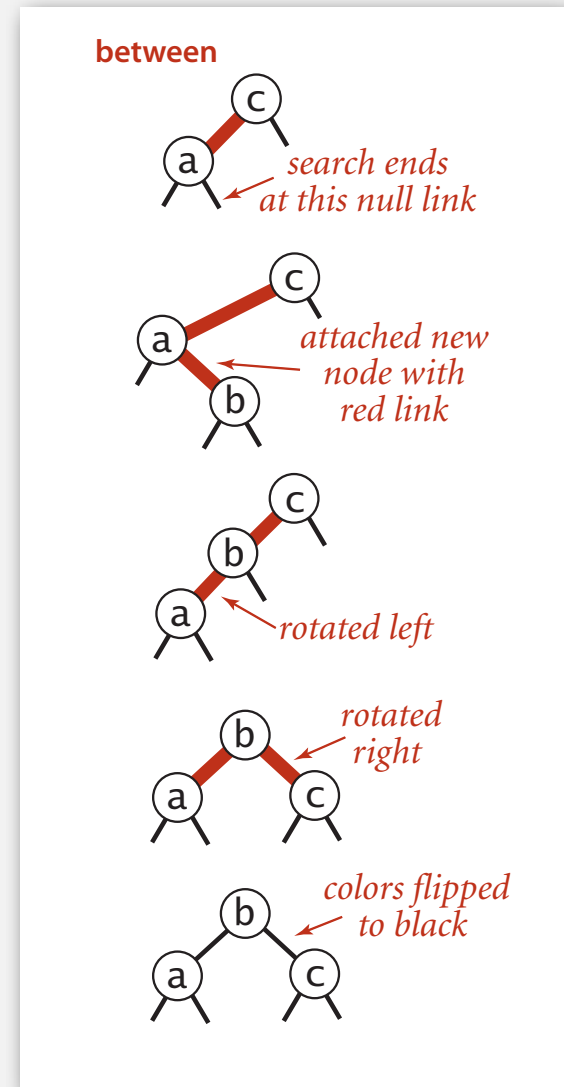 between
c
a
search ends
at this null link
c
a
attached new
node with
red link
b
c
b
a
rotated left
rotated
right
b
a
c
colors flipped
to black
b
a
c